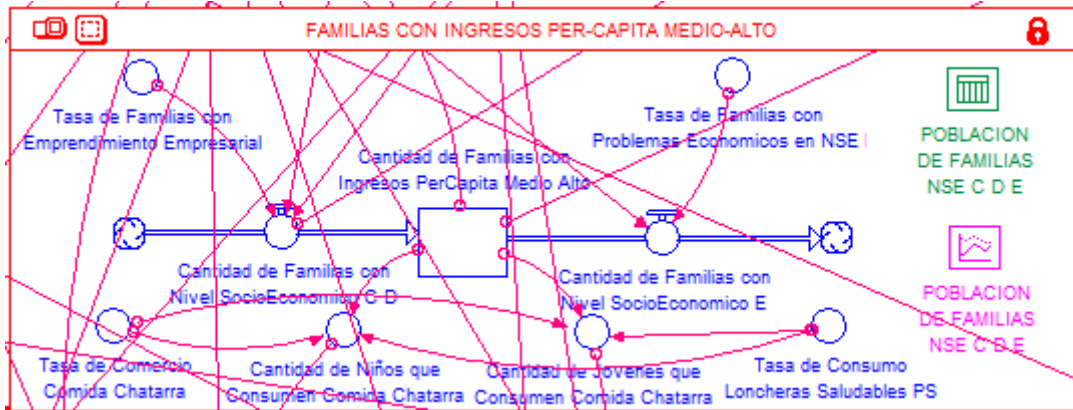 FAMILIAS CON INGRESOS PER-CAPITA MEDIO-ALTO
Tasa de Familias con
Emprendimiento Empresarial
Tasa de Familias con
Problemas Economicos en NSE
Cantidad de Familias con
Ingresos PerCapita Medio Alto
POBLACION
DE FAMILIAS
NSE C D E
Cantidad de Familias con
Nivel SocioEconomico C D
Cantidad de Familias con
Nivel SocioEconomico E
POBLACION
DE FAMILIAS
NSE C D E
Tasa de Comercio
Comida Chatarra
Cantidad de Niños que
Consumen Comida Chatarra
Cantidad de Jovenes que
Consumen Comida Chatarra
Tasa de Consumo
Loncheras Saludables PS